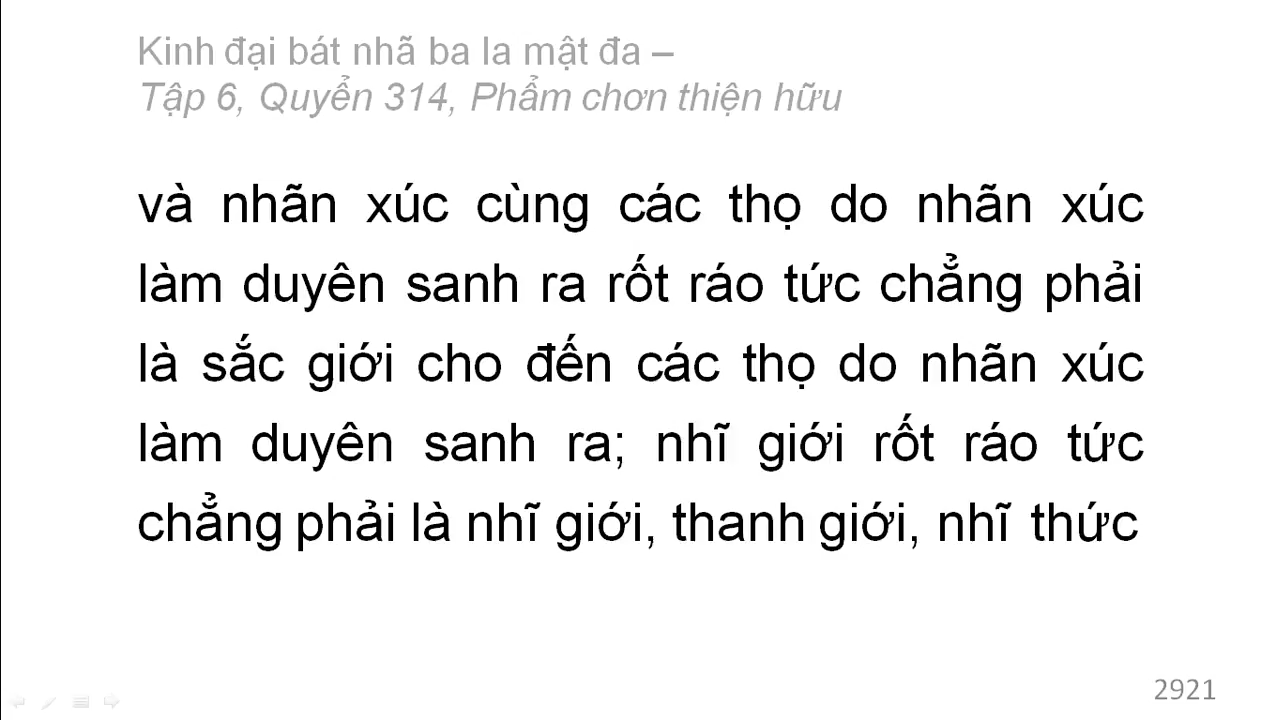 Kinh đại bát nhã ba la mật đa –
Tập 6, Quyển 314, Phẩm chơn thiện hữu
và nhãn xúc cùng các thọ do nhãn xúc
làm duyên sanh ra rốt ráo tức chẳng phải
là sắc giới cho đến các thọ do nhãn xúc
làm duyên sanh ra; nhĩ giới rốt ráo tức
chẳng phải là nhĩ giới, thanh giới, nhĩ thức
2921